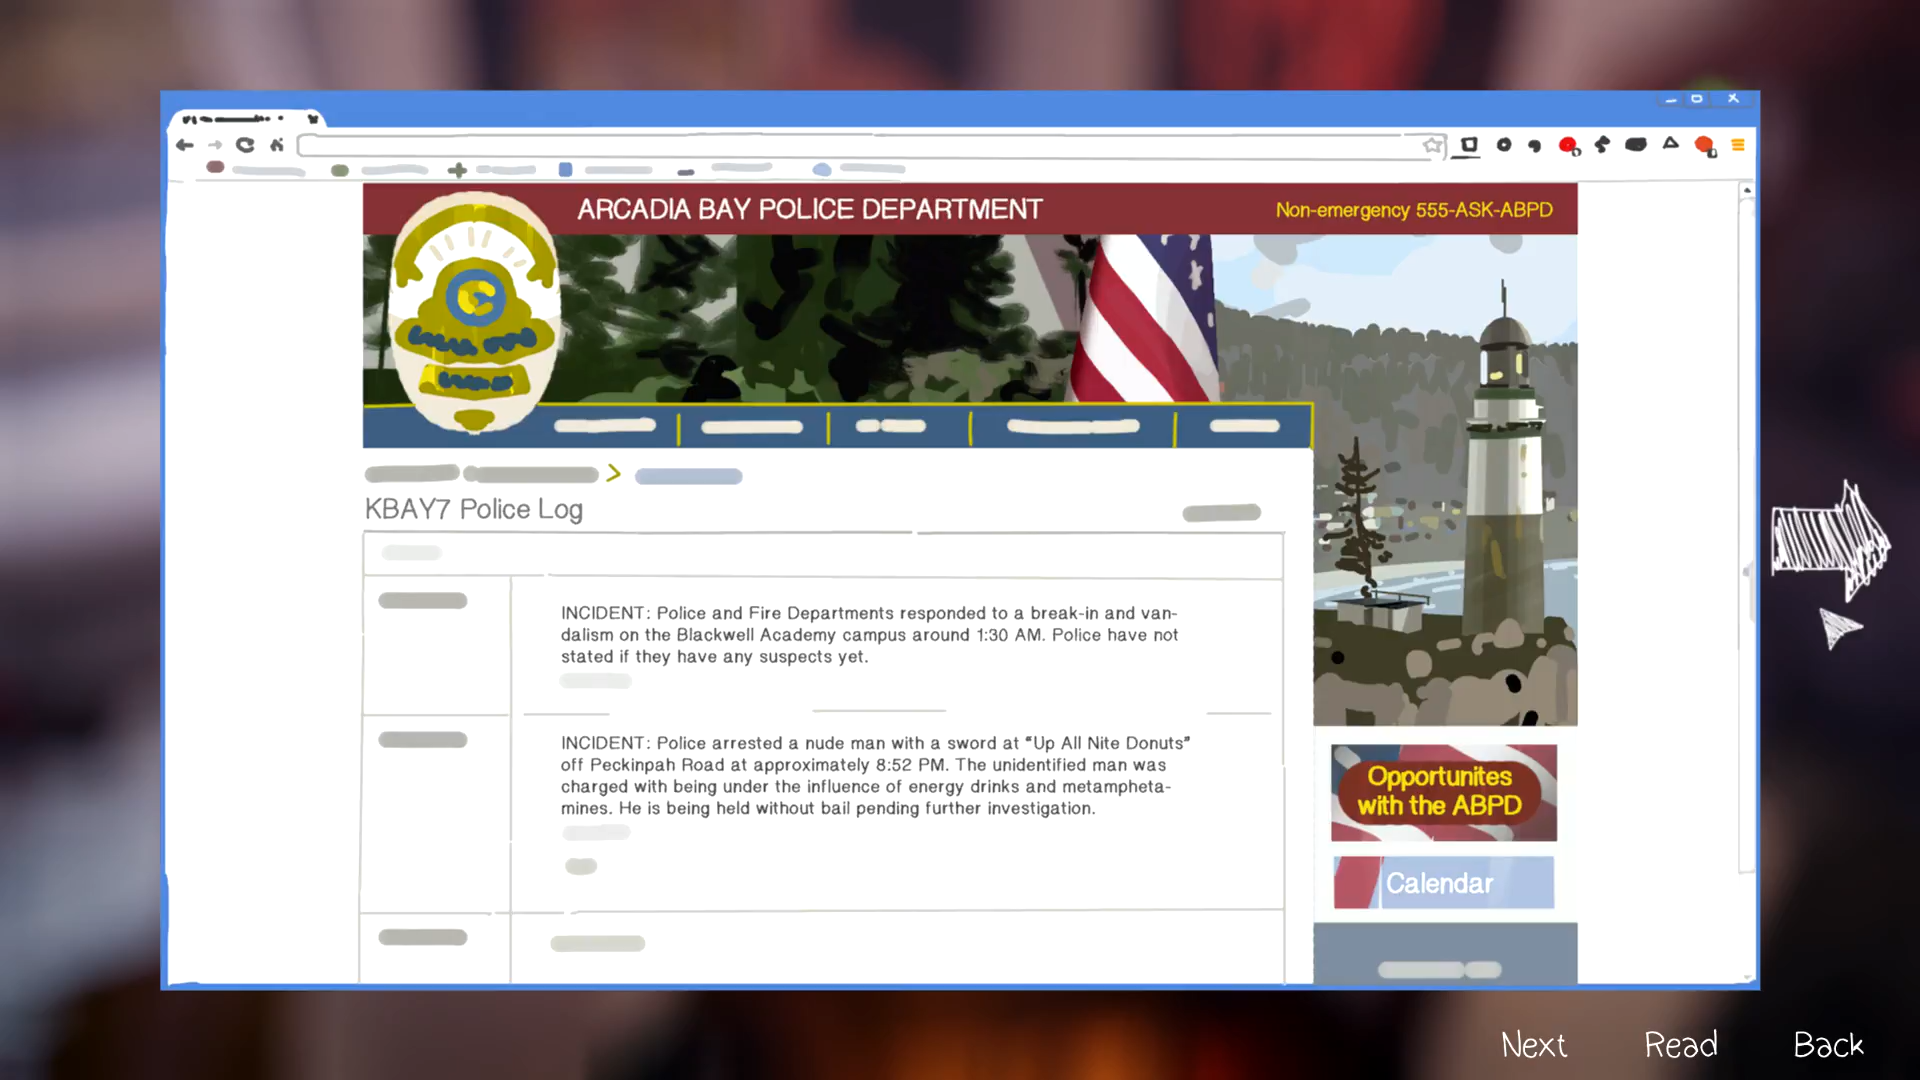 ARCADIA BAY POLICE DEPARTMENT
Non-emergency 555-ASK-ABPD
KBAY7 Police Log
INCIDENT: Police and Fire Departments responded to a break-in and van-
dalism on the Blackwell Academy campus around 1:30 AM. Police have not
stated if they have any suspects yet.
INCIDENT: Police arrested a nude man with a sword at “Up All Nite Donuts”
off Peckinpah Road at approximately 8:52 PM. The unidentified man was
charged with being under the influence of energy drinks and metampheta-
mines. He is being held without bail pending further investigation.
Opportunites
with the ABPD
Calendar
Next
Read
Back